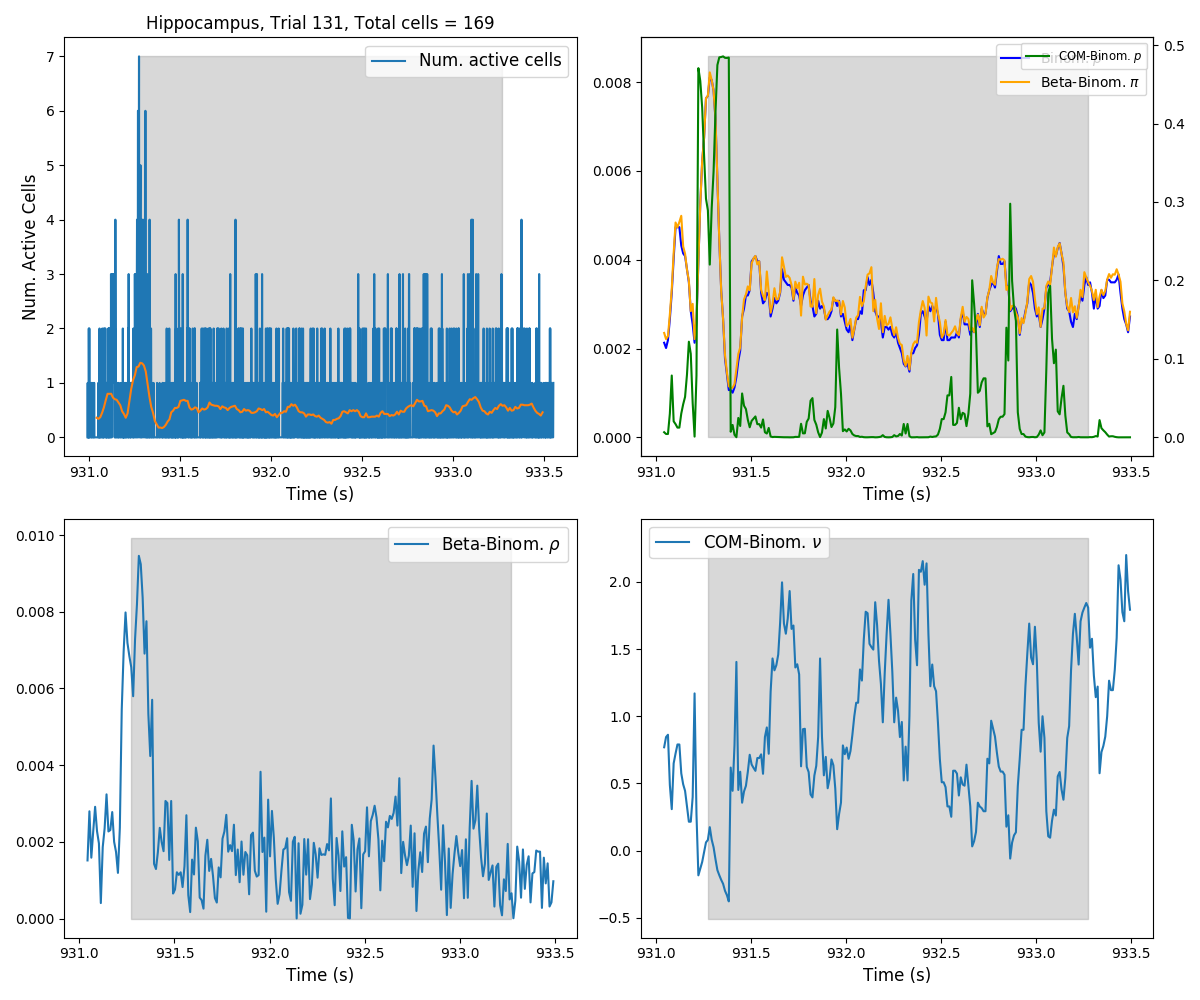 Hippocampus, Trial 131, Total cells = 169
Num. active cells
Num. Active Cells
7
6
5
4
3
2
1
0
931.0 931.5 932.0 932.5 933.0 933.5
Time (s)
COM-Binom. p
Beta-Binom. π
0.008
0.006
0.004
0.002
0.000
0.5
0.4
0.3
0.2
0.1
0.0
931.0 931.5 932.0 932.5 933.0 933.5
Time (s)
Beta-Binom. ρ
0.010
0.008
0.006
0.004
0.002
0.000
931.0 931.5 932.0 932.5 933.0 933.5
Time (s)
COM-Binom. ν
2.0
1.5
1.0
0.5
0.0
−0.5
931.0 931.5 932.0 932.5 933.0 933.5
Time (s)